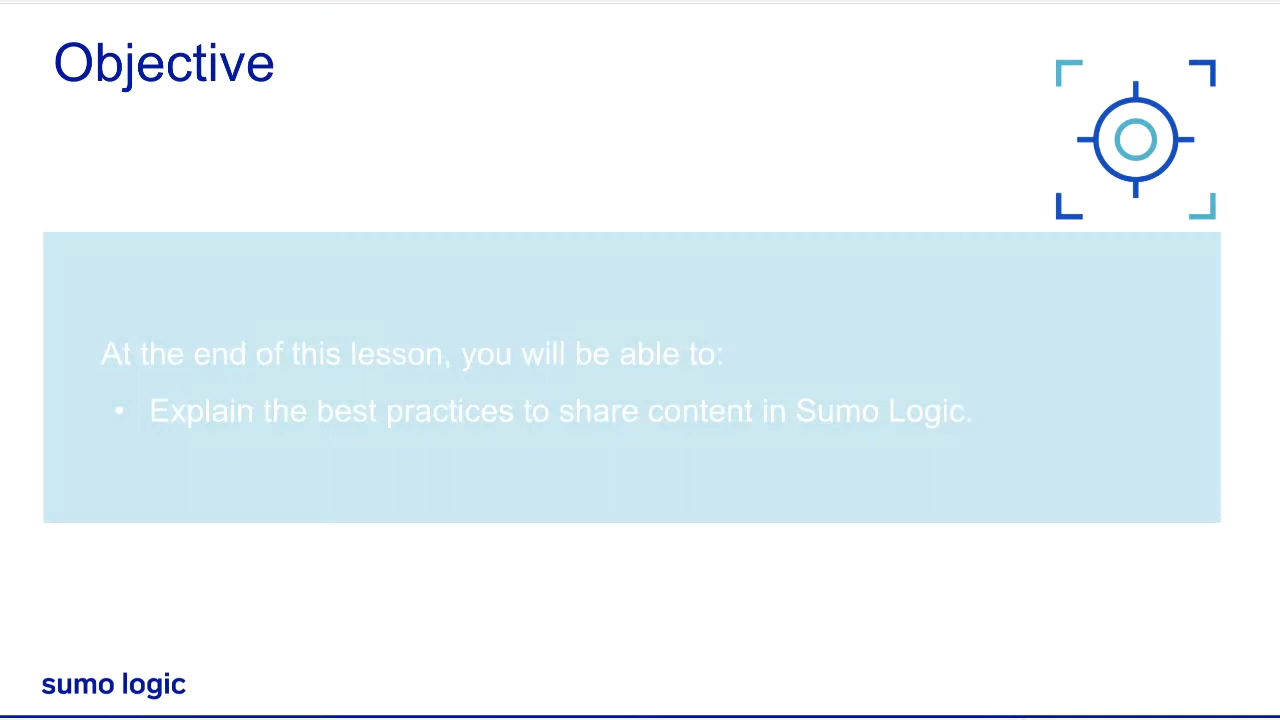 Objective
At the end of this lesson, you will be able to:
• Explain the best practices to share content in Sumo Logic.
sumo logic